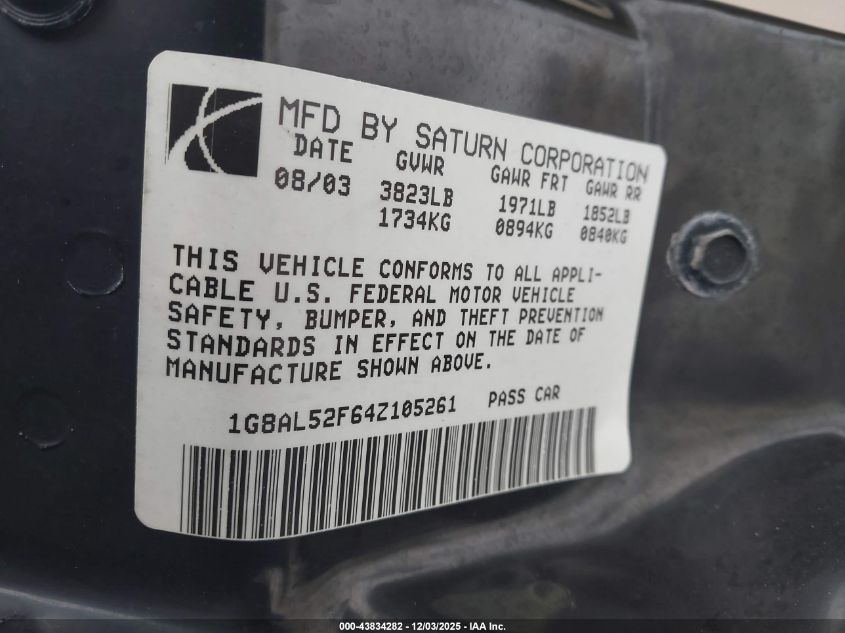 MFD BY SATURN CORPORATION
DATE GVWR GAWR FRT GAWR RR
08/03 3823LB 1971LB 1852LB
1734KG 0894KG 0840KG
THIS VEHICLE CONFORMS TO ALL APPLI-
CABLE U.S. FEDERAL MOTOR VEHICLE
SAFETY, BUMPER, AND THEFT PREVENTION
STANDARDS IN EFFECT ON THE DATE OF
MANUFACTURE SHOWN ABOVE.
1G8AL52F64Z105261 PASS CAR
000-43834282 - 12/03/2025 - IAA Inc.